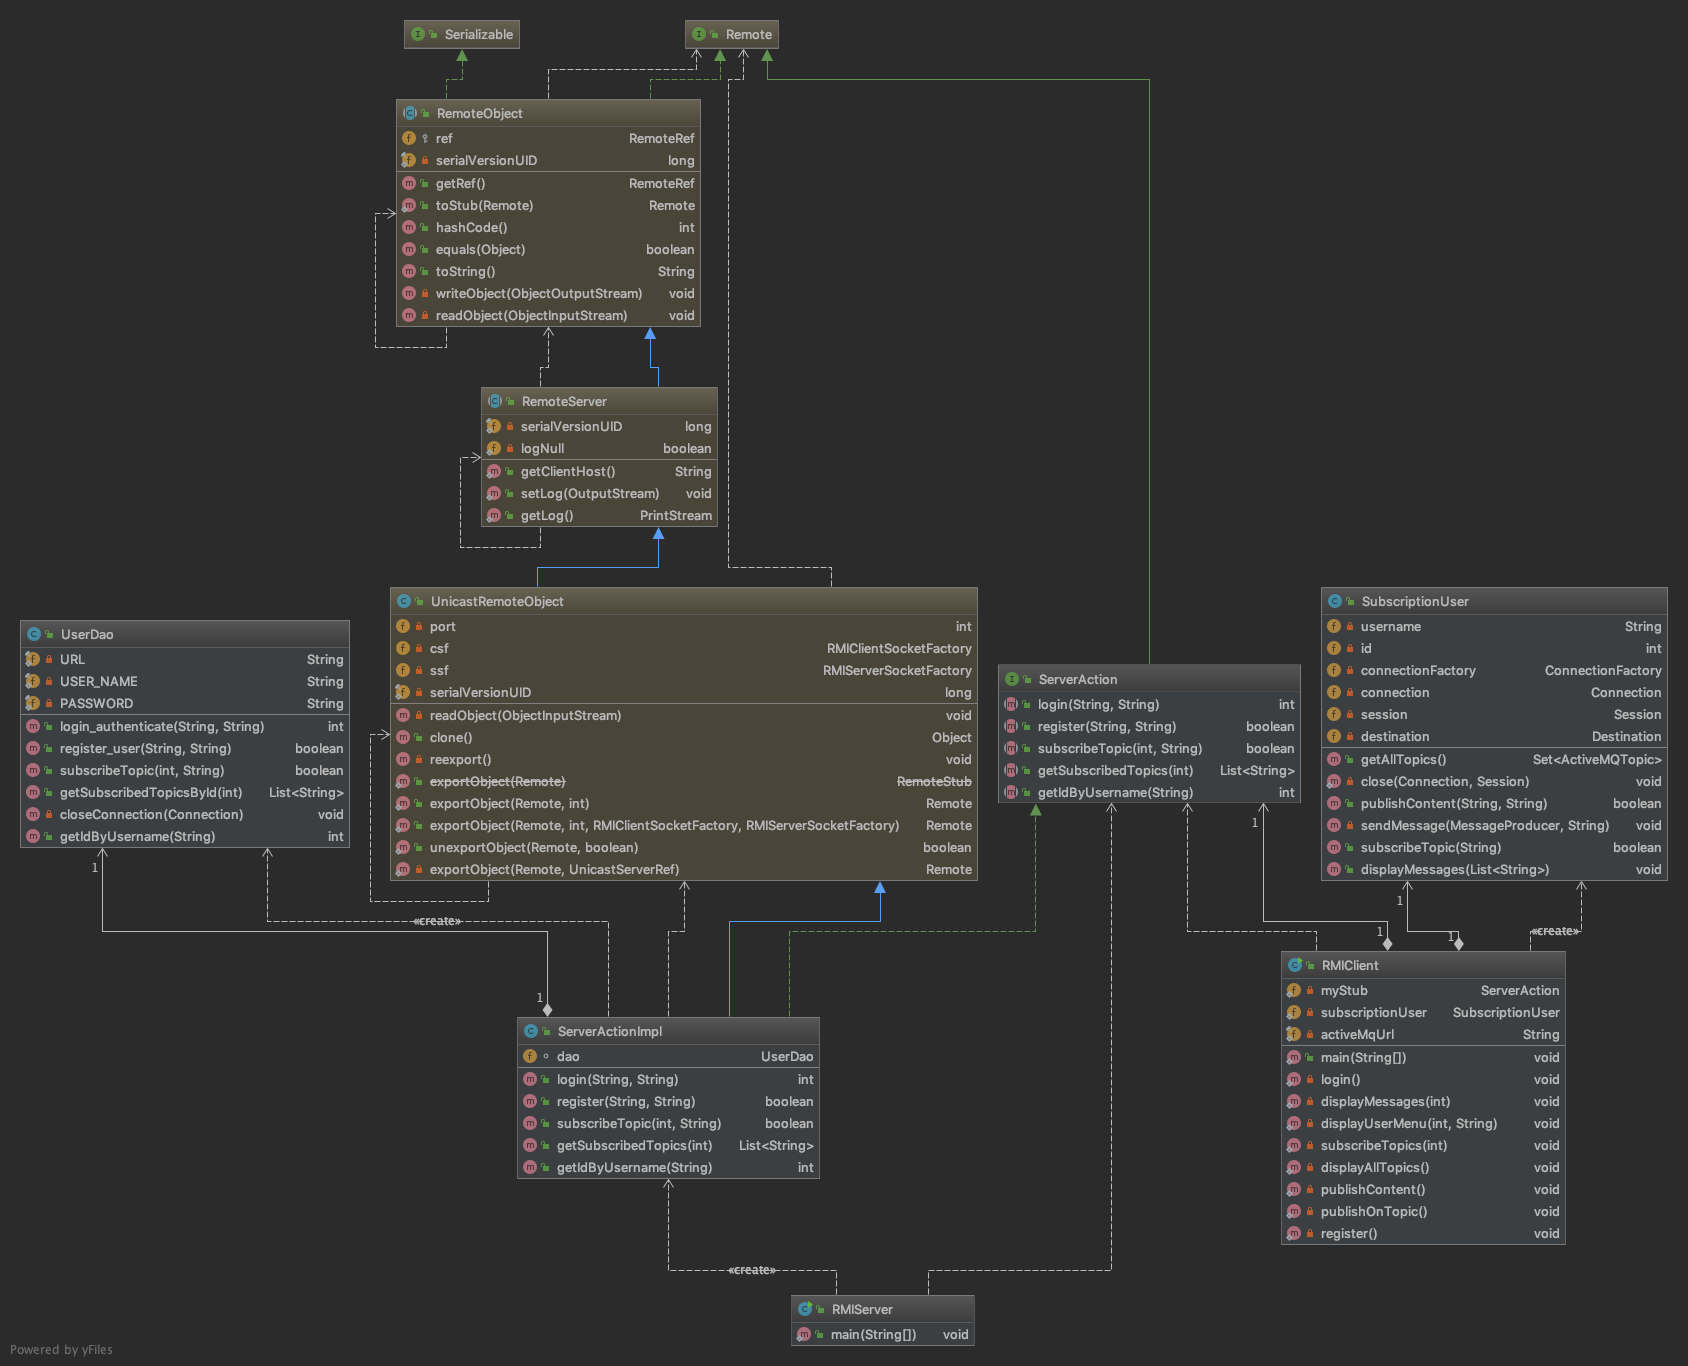 Serializable
Remote
RemoteObject
ref RemoteRef
serialVersionUID long
getRef() RemoteRef
toStub(Remote) Remote
hashCode() int
equals(Object) boolean
toString() String
writeObject(ObjectOutputStream) void
readObject(ObjectInputStream) void
RemoteServer
serialVersionUID long
logNull boolean
getClientHost() String
setLog(OutputStream) void
getLog() PrintStream
UserDao
URL String
USER_NAME String
PASSWORD String
login_authenticate(String, String) int
register_user(String, String) boolean
subscribeTopic(int, String) boolean
getSubscribedTopicsById(int) List<String>
closeConnection(Connection) void
getIdByUsername(String) int
UnicastRemoteObject
port int
csf RMIClientSocketFactory
ssf RMIServerSocketFactory
serialVersionUID long
readObject(ObjectInputStream) void
clone() Object
reexport() void
exportObject(Remote) RemoteStub
exportObject(Remote, int) Remote
exportObject(Remote, int, RMIClientSocketFactory, RMIServerSocketFactory) Remote
unexportObject(Remote, boolean) boolean
exportObject(Remote, UnicastServerRef) Remote
ServerAction
login(String, String) int
register(String, String) boolean
subscribeTopic(int, String) boolean
getSubscribedTopics(int) List<String>
getIdByUsername(String) int
SubscriptionUser
username String
id int
connectionFactory ConnectionFactory
connection Connection
session Session
destination Destination
getAllTopics() Set<ActiveMQTopic>
close(Connection, Session) void
publishContent(String, String) boolean
sendMessage(MessageProducer, String) void
subscribeTopic(String) boolean
displayMessages(List<String>) void
1
1
1
«create»
1
1
«create»
1
ServerActionImpl
dao UserDao
login(String, String) int
register(String, String) boolean
subscribeTopic(int, String) boolean
getSubscribedTopics(int) List<String>
getIdByUsername(String) int
RMIClient
myStub ServerAction
subscriptionUser SubscriptionUser
activeMqUrl String
main(String[]) void
login() void
displayMessages(int) void
displayUserMenu(int, String) void
subscribeTopics(int) void
displayAllTopics() void
publishContent() void
publishOnTopic() void
register() void
«create»
RMIServer
main(String[]) void
Powered by yFiles